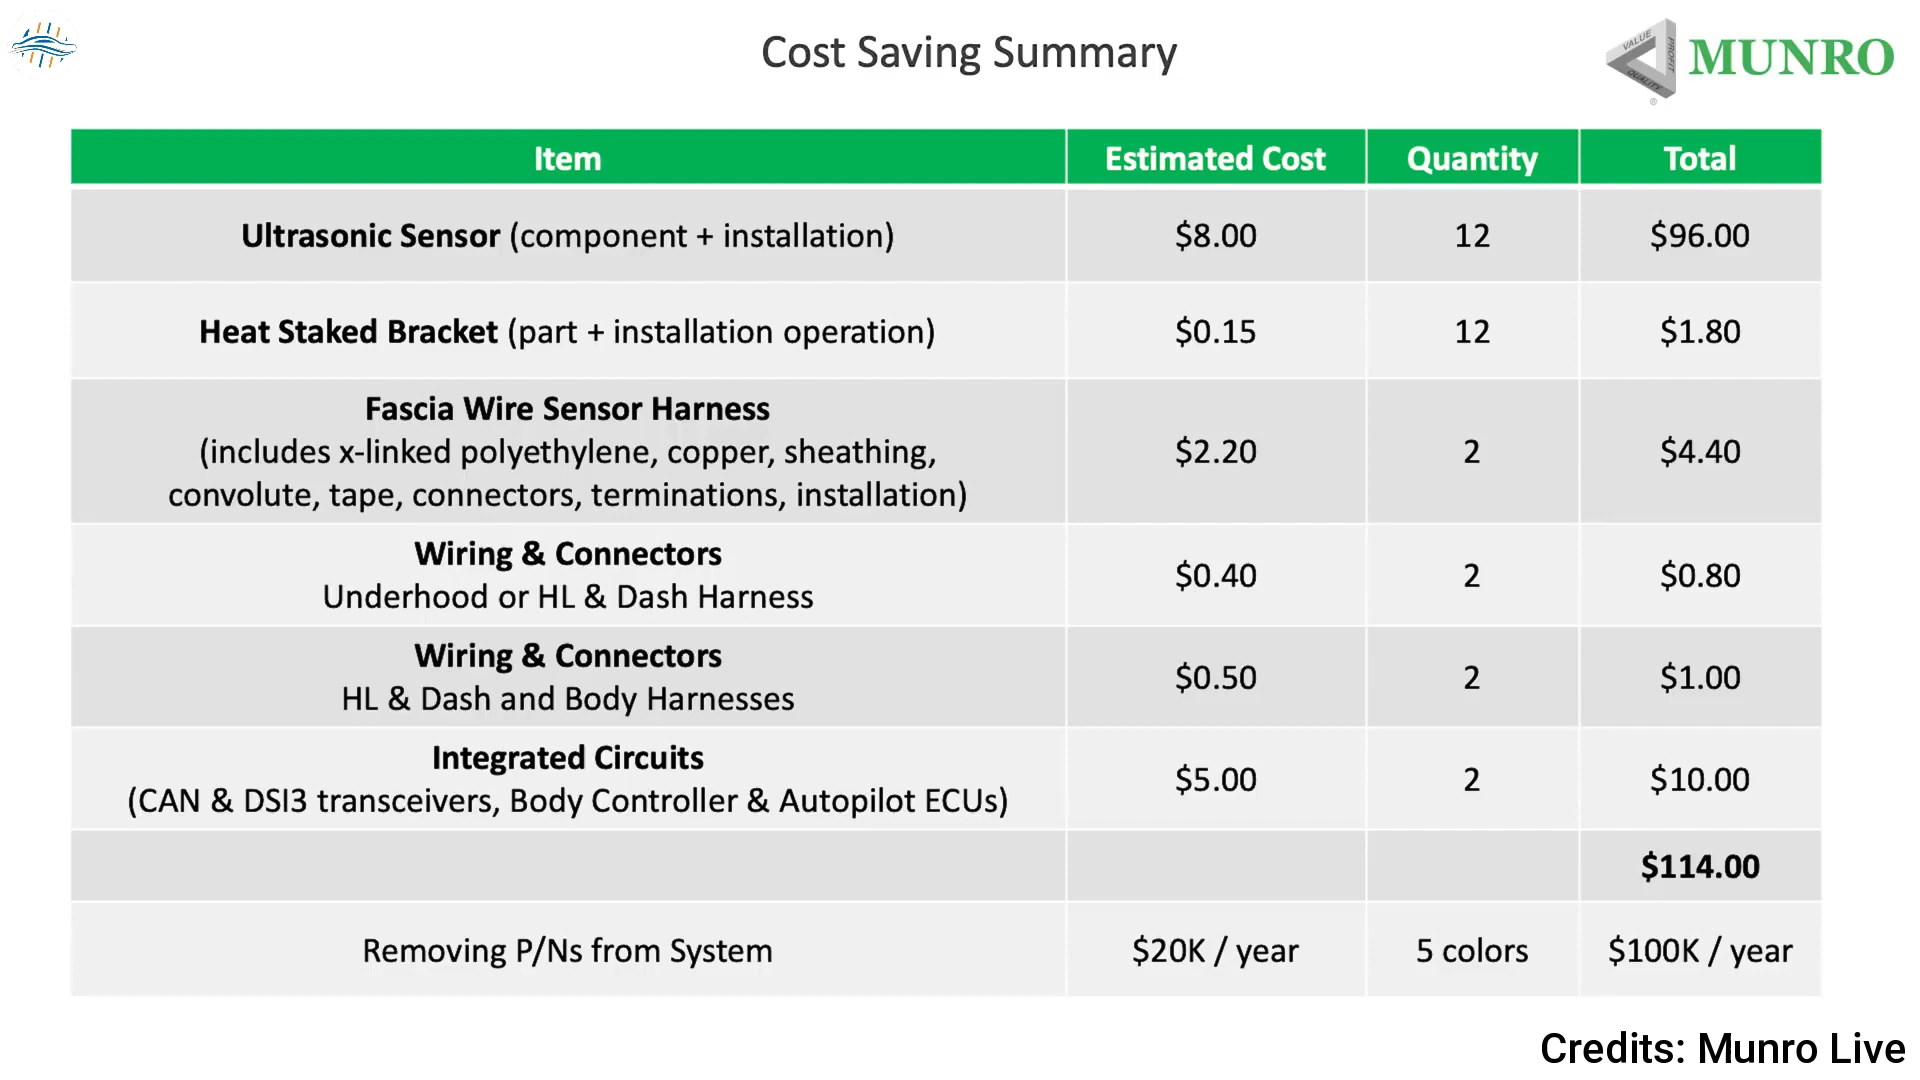 Cost Saving Summary
VALUE
PROFIT
QUALITY
®
MUNRO
Item Estimated Cost Quantity Total
Ultrasonic Sensor (component + installation) $8.00 12 $96.00
Heat Staked Bracket (part + installation operation) $0.15 12 $1.80
Fascia Wire Sensor Harness
(includes x-linked polyethylene, copper, sheathing, $2.20 2 $4.40
convolute, tape, connectors, terminations, installation)
Wiring & Connectors
Underhood or HL & Dash Harness $0.40 2 $0.80
Wiring & Connectors
HL & Dash and Body Harnesses $0.50 2 $1.00
Integrated Circuits
(CAN & DSI3 transceivers, Body Controller & Autopilot ECUs) $5.00 2 $10.00
$114.00
Removing P/Ns from System $20K / year 5 colors $100K / year
Credits: Munro Live